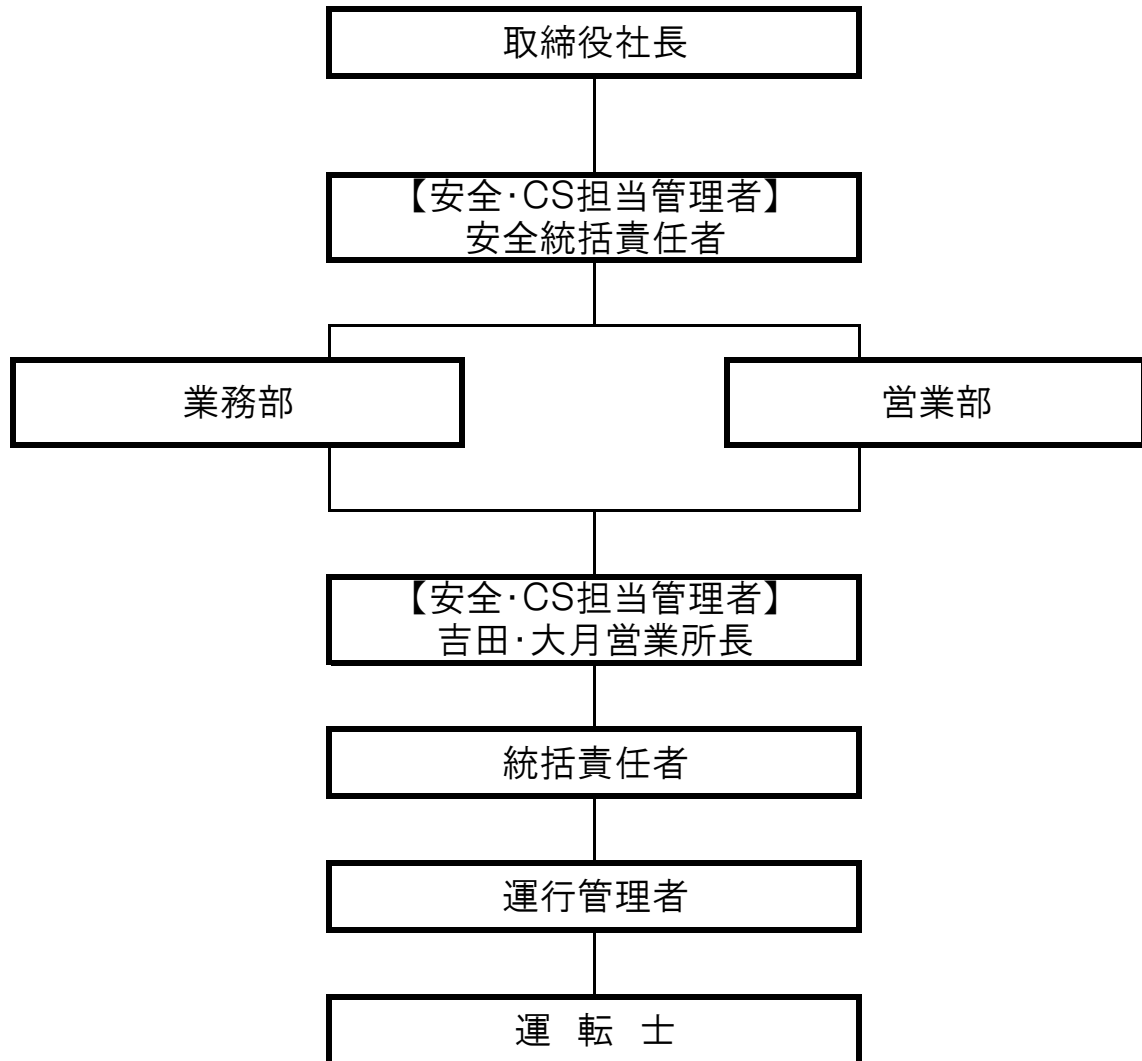 取締役社長
【安全･CS担当管理者】
安全統括責任者
業務部
営業部
【安全･CS担当管理者】
吉田･大月営業所長
統括責任者
運行管理者
運 転 士